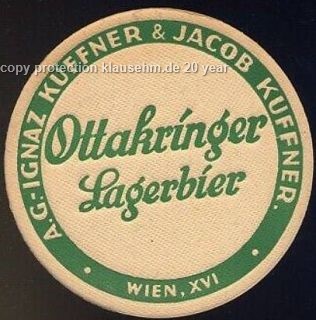 A.G. IGNAZ KUFFNER & JACOB KUFFNER.
copy protection klausehm.de 20 year
Ottakringer
Lagerbier
• WIEN, XVI •